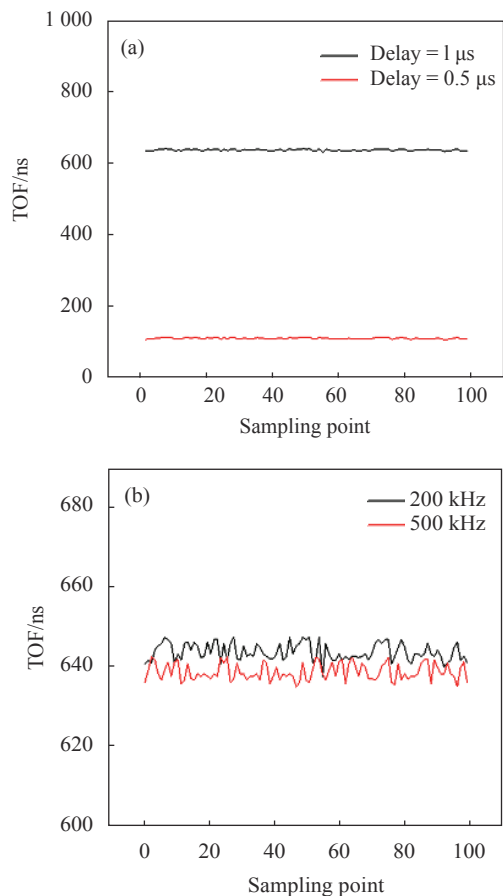 1 000
(a)
Delay = l μs
Delay = 0.5 μs
800
600
TOF/ns
400
200
0
0 20 40 60 80 100
Sampling point
(b)
200 kHz
500 kHz
680
660
TOF/ns
640
620
600
0 20 40 60 80 100
Sampling point